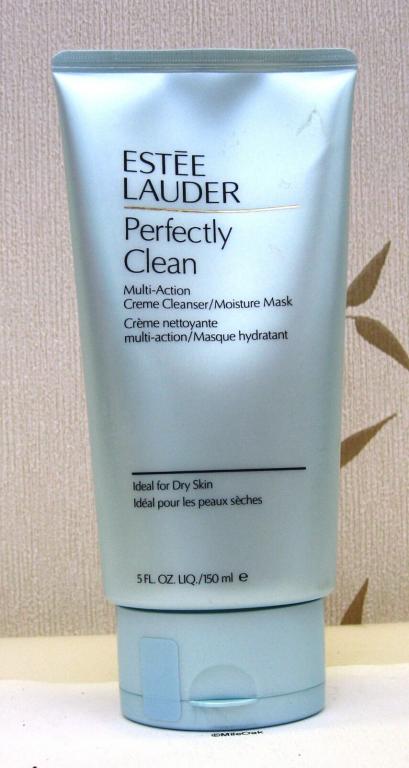 ESTĒE
LAUDER
Perfectly
Clean
Multi-Action
Creme Cleanser/Moisture Mask
Crème nettoyante
multi-action/Masque hydratant
Ideal for Dry Skin
Idéal pour les peaux sèches
5 FL. OZ. LIQ./150 ml ℮
©MileOak